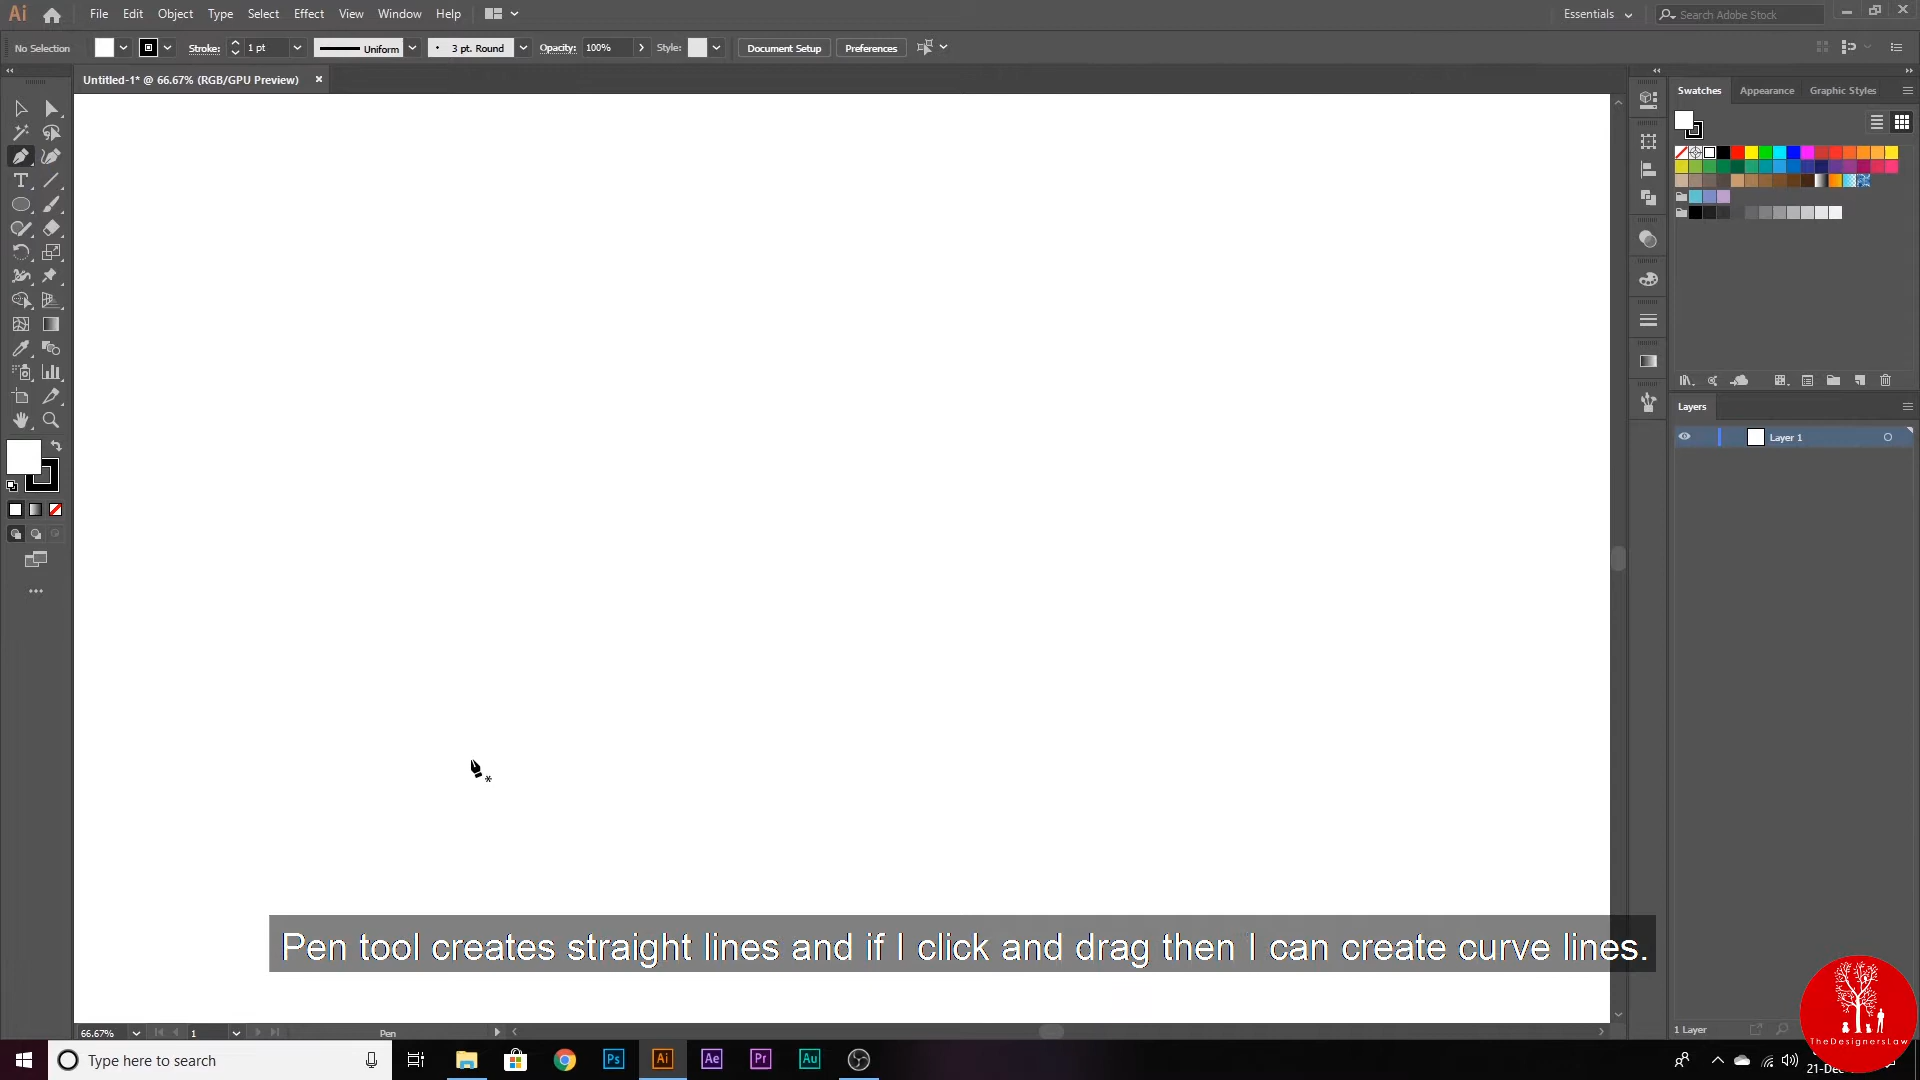 Ai File Edit Object Type Select Effect View Window Help Essentials Search Adobe Stock
No Selection Stroke: 1 pt Uniform 3 pt. Round Opacity: 100% Style: Document Setup Preferences
Untitled-1* @ 66.67% (RGB/GPU Preview)
Swatches Appearance Graphic Styles
Layers
Layer 1
Pen tool creates straight lines and if I click and drag then I can create curve lines.
1 Layer
TheDesignersLaw
66.67% 1 Pen
Type here to search Ps Ai Ae Pr Au